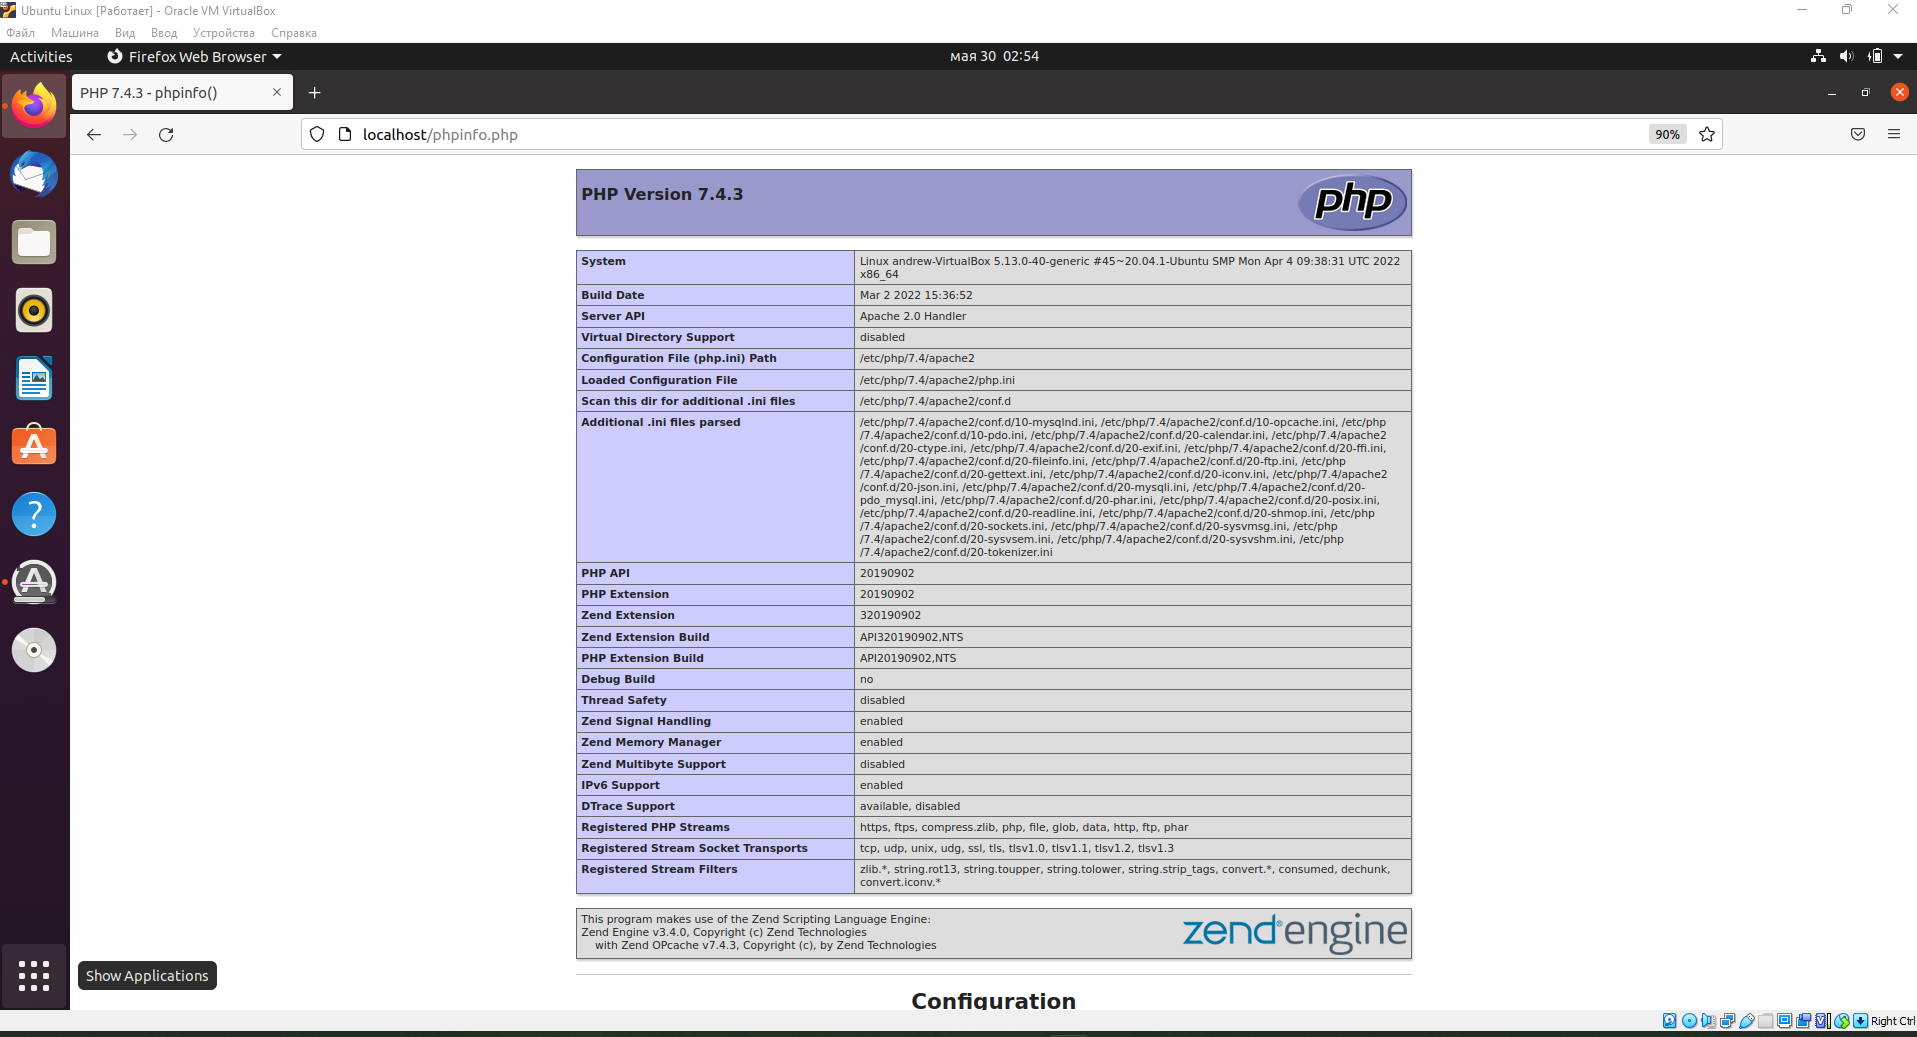 Ubuntu Linux [Работает] - Oracle VM VirtualBox
Файл Машина Вид Ввод Устройства Справка
Activities Firefox Web Browser мая 30 02:54
PHP 7.4.3 - phpinfo()
localhost/phpinfo.php 90%
PHP Version 7.4.3
php
System Linux andrew-VirtualBox 5.13.0-40-generic #45~20.04.1-Ubuntu SMP Mon Apr 4 09:38:31 UTC 2022
x86_64
Build Date Mar 2 2022 15:36:52
Server API Apache 2.0 Handler
Virtual Directory Support disabled
Configuration File (php.ini) Path /etc/php/7.4/apache2
Loaded Configuration File /etc/php/7.4/apache2/php.ini
Scan this dir for additional .ini files /etc/php/7.4/apache2/conf.d
Additional .ini files parsed /etc/php/7.4/apache2/conf.d/10-mysqlnd.ini, /etc/php/7.4/apache2/conf.d/10-opcache.ini, /etc/php
/7.4/apache2/conf.d/10-pdo.ini, /etc/php/7.4/apache2/conf.d/20-calendar.ini, /etc/php/7.4/apache2
/conf.d/20-ctype.ini, /etc/php/7.4/apache2/conf.d/20-exif.ini, /etc/php/7.4/apache2/conf.d/20-ffi.ini,
/etc/php/7.4/apache2/conf.d/20-fileinfo.ini, /etc/php/7.4/apache2/conf.d/20-ftp.ini, /etc/php
/7.4/apache2/conf.d/20-gettext.ini, /etc/php/7.4/apache2/conf.d/20-iconv.ini, /etc/php/7.4/apache2
/conf.d/20-json.ini, /etc/php/7.4/apache2/conf.d/20-mysqli.ini, /etc/php/7.4/apache2/conf.d/20-
pdo_mysql.ini, /etc/php/7.4/apache2/conf.d/20-phar.ini, /etc/php/7.4/apache2/conf.d/20-posix.ini,
/etc/php/7.4/apache2/conf.d/20-readline.ini, /etc/php/7.4/apache2/conf.d/20-shmop.ini, /etc/php
/7.4/apache2/conf.d/20-sockets.ini, /etc/php/7.4/apache2/conf.d/20-sysvmsg.ini, /etc/php
/7.4/apache2/conf.d/20-sysvsem.ini, /etc/php/7.4/apache2/conf.d/20-sysvshm.ini, /etc/php
/7.4/apache2/conf.d/20-tokenizer.ini
PHP API 20190902
PHP Extension 20190902
Zend Extension 320190902
Zend Extension Build API320190902,NTS
PHP Extension Build API20190902,NTS
Debug Build no
Thread Safety disabled
Zend Signal Handling enabled
Zend Memory Manager enabled
Zend Multibyte Support disabled
IPv6 Support enabled
DTrace Support available, disabled
Registered PHP Streams https, ftps, compress.zlib, php, file, glob, data, http, ftp, phar
Registered Stream Socket Transports tcp, udp, unix, udg, ssl, tls, tlsv1.0, tlsv1.1, tlsv1.2, tlsv1.3
Registered Stream Filters zlib.*, string.rot13, string.toupper, string.tolower, string.strip_tags, convert.*, consumed, dechunk,
convert.iconv.*
This program makes use of the Zend Scripting Language Engine:
Zend Engine v3.4.0, Copyright (c) Zend Technologies
with Zend OPcache v7.4.3, Copyright (c), by Zend Technologies
zend engine
Show Applications
Configuration
Right Ctrl